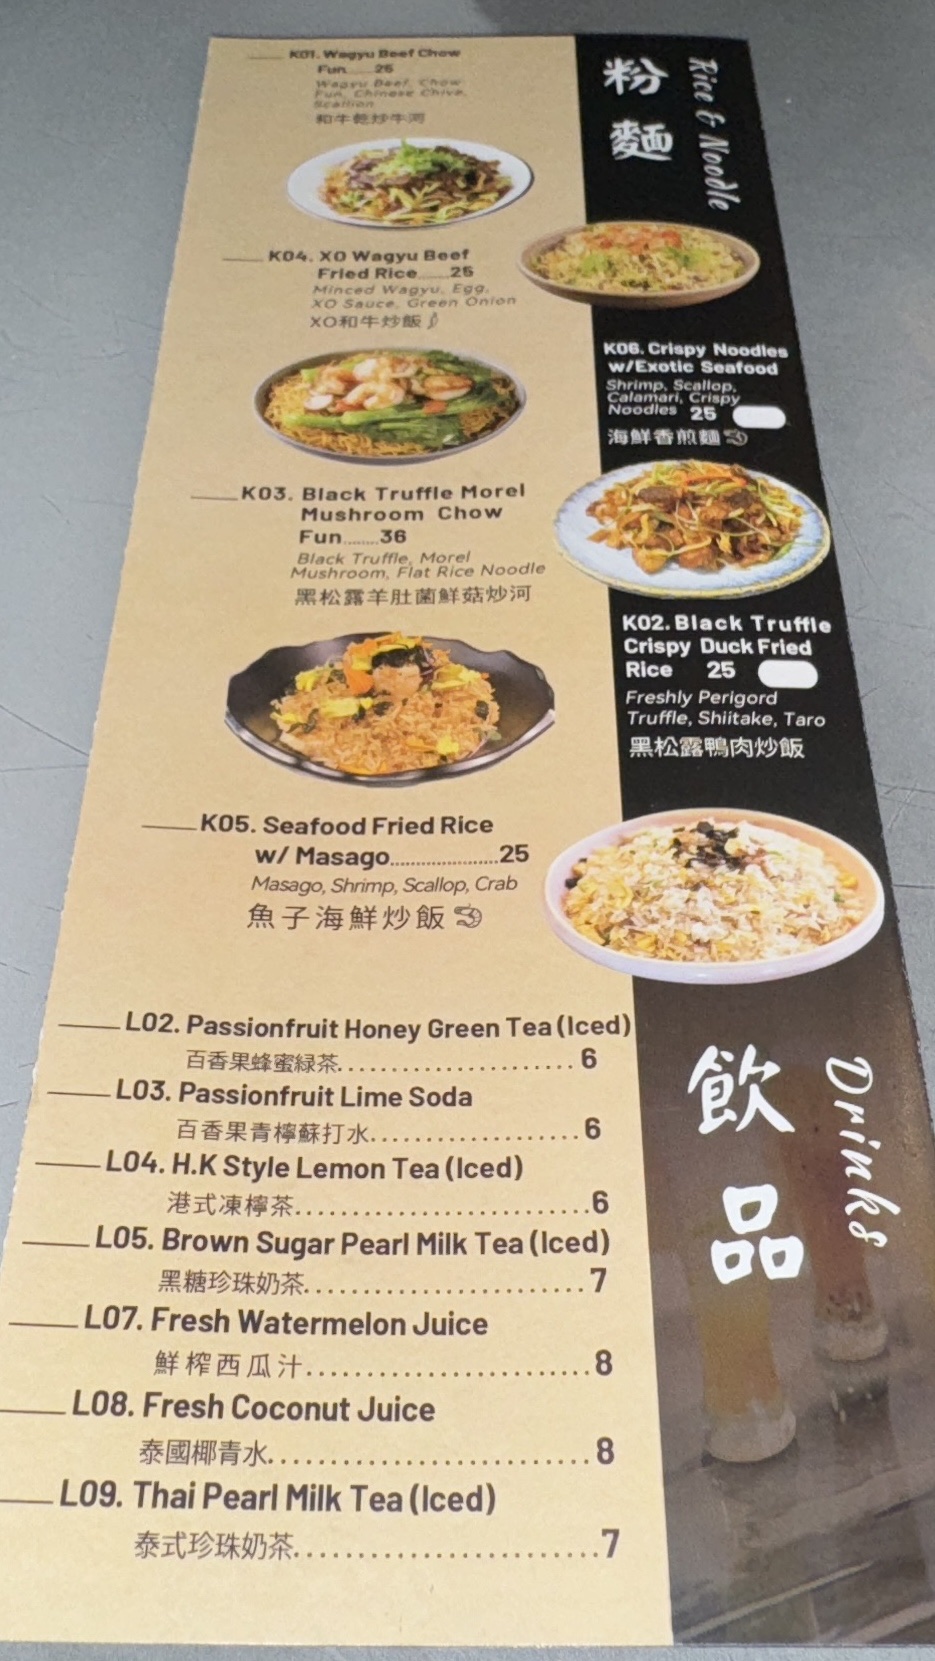 K01. Wagyu Beef Chow
Fun......25
Wagyu Beef, Chow
Fun, Chinese Chive,
Scallion
和牛乾炒牛河
粉麵
Rice & Noodle
K04. XO Wagyu Beef
Fried Rice......25
Minced Wagyu, Egg,
XO Sauce, Green Onion
XO和牛炒飯
K06. Crispy Noodles
w/Exotic Seafood
Shrimp, Scallop,
Calamari, Crispy
Noodles 25
海鮮香煎麵
K03. Black Truffle Morel
Mushroom Chow
Fun........36
Black Truffle, Morel
Mushroom, Flat Rice Noodle
黑松露羊肚菌鮮菇炒河
K02. Black Truffle
Crispy Duck Fried
Rice 25
Freshly Perigord
Truffle, Shiitake, Taro
黑松露鴨肉炒飯
K05. Seafood Fried Rice
w/ Masago......................25
Masago, Shrimp, Scallop, Crab
魚子海鮮炒飯
飲品
Drinks
L02. Passionfruit Honey Green Tea (Iced)
百香果蜂蜜緑茶........................ 6
L03. Passionfruit Lime Soda
百香果青檸蘇打水.....................6
L04. H.K Style Lemon Tea (Iced)
港式凍檸茶..............................6
L05. Brown Sugar Pearl Milk Tea (Iced)
黑糖珍珠奶茶............................7
L07. Fresh Watermelon Juice
鮮榨西瓜汁............................8
L08. Fresh Coconut Juice
泰國椰青水..............................8
L09. Thai Pearl Milk Tea (Iced)
泰式珍珠奶茶............................7